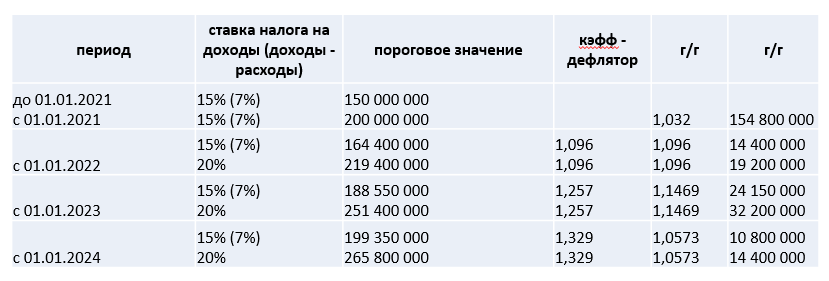 период ставка налога на доходы (доходы - расходы) пороговое значение кэфф - дефлятор г/г г/г
до 01.01.2021 15% (7%) 150 000 000
с 01.01.2021 15% (7%) 200 000 000 1,032 154 800 000
15% (7%) 164 400 000 1,096 1,096 14 400 000
с 01.01.2022 20% 219 400 000 1,096 1,096 19 200 000
15% (7%) 188 550 000 1,257 1,1469 24 150 000
с 01.01.2023 20% 251 400 000 1,257 1,1469 32 200 000
15% (7%) 199 350 000 1,329 1,0573 10 800 000
с 01.01.2024 20% 265 800 000 1,329 1,0573 14 400 000